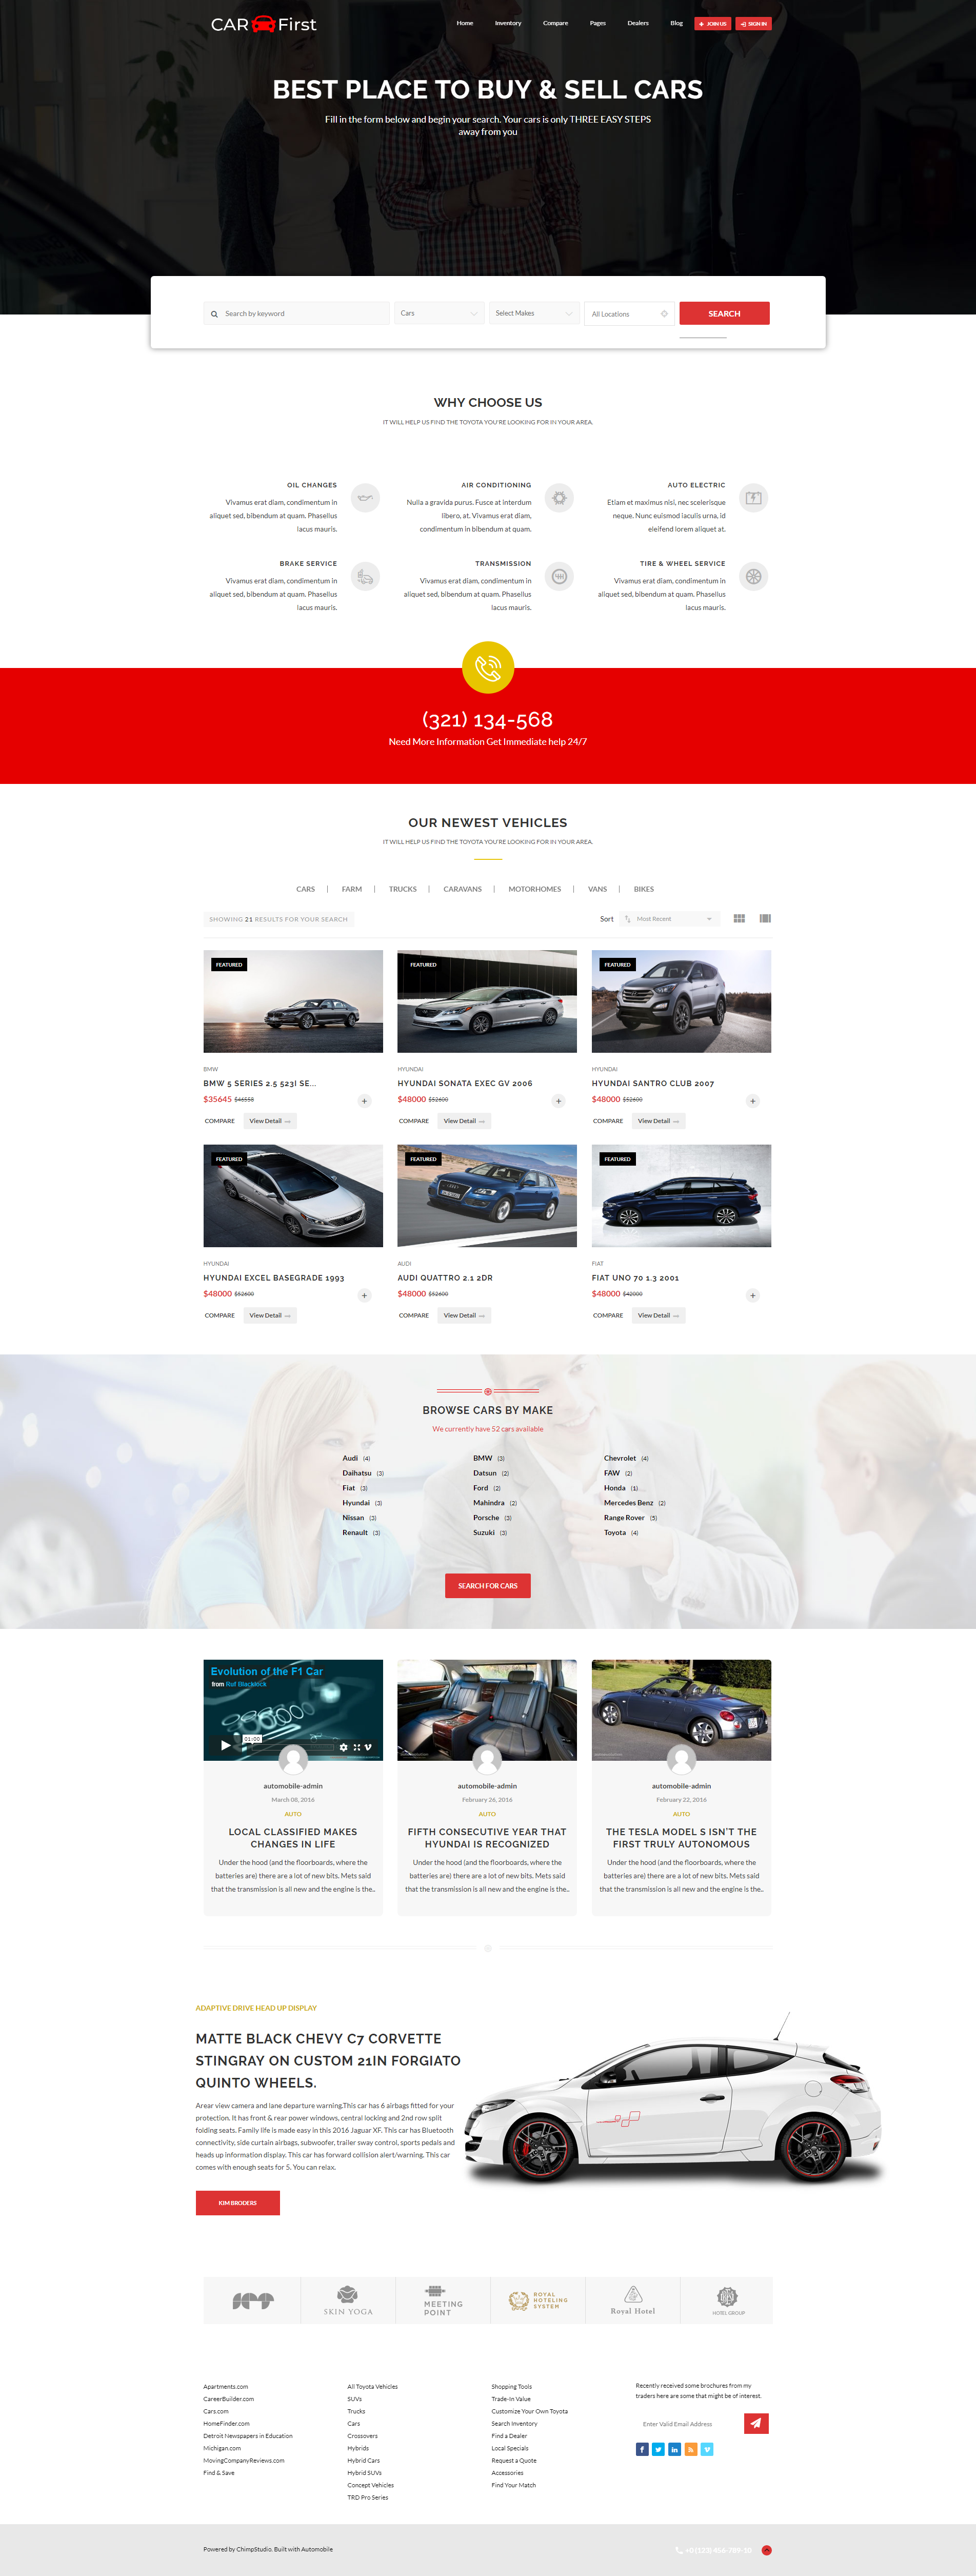 CAR First
Home Inventory Compare Pages Dealers Blog JOIN US SIGN IN
BEST PLACE TO BUY & SELL CARS
Fill in the form below and begin your search. Your cars is only THREE EASY STEPS
away from you
Search by keyword Cars Select Makes All Locations SEARCH
WHY CHOOSE US
IT WILL HELP US FIND THE TOYOTA YOU'RE LOOKING FOR IN YOUR AREA.
OIL CHANGES
Vivamus erat diam, condimentum in
aliquet sed, bibendum at quam. Phasellus
lacus mauris.
AIR CONDITIONING
Nulla a gravida purus. Fusce at interdum
libero, at. Vivamus erat diam,
condimentum in bibendum at quam.
AUTO ELECTRIC
Etiam et maximus nisi, nec scelerisque
neque. Nunc euismod iaculis urna, id
eleifend lorem aliquet at.
BRAKE SERVICE
Vivamus erat diam, condimentum in
aliquet sed, bibendum at quam. Phasellus
lacus mauris.
TRANSMISSION
Vivamus erat diam, condimentum in
aliquet sed, bibendum at quam. Phasellus
lacus mauris.
TIRE & WHEEL SERVICE
Vivamus erat diam, condimentum in
aliquet sed, bibendum at quam. Phasellus
lacus mauris.
(321) 134-568
Need More Information Get Immediate help 24/7
OUR NEWEST VEHICLES
IT WILL HELP US FIND THE TOYOTA YOU'RE LOOKING FOR IN YOUR AREA.
CARS FARM TRUCKS CARAVANS MOTORHOMES VANS BIKES
SHOWING 21 RESULTS FOR YOUR SEARCH
Sort Most Recent
FEATURED
BMW
BMW 5 SERIES 2.5 523I SE...
$35645 $46558
COMPARE View Detail
FEATURED
HYUNDAI
HYUNDAI SONATA EXEC GV 2006
$48000 $52600
COMPARE View Detail
FEATURED
HYUNDAI
HYUNDAI SANTRO CLUB 2007
$48000 $52600
COMPARE View Detail
FEATURED
HYUNDAI
HYUNDAI EXCEL BASEGRADE 1993
$48000 $52600
COMPARE View Detail
FEATURED
AUDI
AUDI QUATTRO 2.1 2DR
$48000 $52600
COMPARE View Detail
FEATURED
FIAT
FIAT UNO 70 1.3 2001
$48000 $42000
COMPARE View Detail
BROWSE CARS BY MAKE
We currently have 52 cars available
Audi (4)
Daihatsu (3)
Fiat (3)
Hyundai (3)
Nissan (3)
Renault (3)
BMW (3)
Datsun (2)
Ford (2)
Mahindra (2)
Porsche (3)
Suzuki (3)
Chevrolet (4)
FAW (2)
Honda (1)
Mercedes Benz (2)
Range Rover (5)
Toyota (4)
SEARCH FOR CARS
Evolution of the F1 Car
from Ruf Blacklock
01:00
automobile-admin
March 08, 2016
AUTO
LOCAL CLASSIFIED MAKES
CHANGES IN LIFE
Under the hood (and the floorboards, where the
batteries are) there are a lot of new bits. Mets said
that the transmission is all new and the engine is the..
automobile-admin
February 26, 2016
AUTO
FIFTH CONSECUTIVE YEAR THAT
HYUNDAI IS RECOGNIZED
Under the hood (and the floorboards, where the
batteries are) there are a lot of new bits. Mets said
that the transmission is all new and the engine is the..
automobile-admin
February 22, 2016
AUTO
THE TESLA MODEL S ISN'T THE
FIRST TRULY AUTONOMOUS
Under the hood (and the floorboards, where the
batteries are) there are a lot of new bits. Mets said
that the transmission is all new and the engine is the..
ADAPTIVE DRIVE HEAD UP DISPLAY
MATTE BLACK CHEVY C7 CORVETTE
STINGRAY ON CUSTOM 21IN FORGIATO
QUINTO WHEELS.
Arear view camera and lane departure warning.This car has 6 airbags fitted for your
protection. It has front & rear power windows, central locking and 2nd row split
folding seats. Family life is made easy in this 2016 Jaguar XF. This car has Bluetooth
connectivity, side curtain airbags, subwoofer, trailer sway control, sports pedals and
heads up information display. This car has forward collision alert/warning. This car
comes with enough seats for 5. You can relax.
KIM BRODERS
SKIN YOGA
MEETING
POINT
ROYAL
HOTELING
SYSTEM
Royal Hotel
HOTEL GROUP
Apartments.com
CareerBuilder.com
Cars.com
HomeFinder.com
Detroit Newspapers in Education
Michigan.com
MovingCompanyReviews.com
Find & Save
All Toyota Vehicles
SUVs
Trucks
Cars
Crossovers
Hybrids
Hybrid Cars
Hybrid SUVs
Concept Vehicles
TRD Pro Series
Shopping Tools
Trade-In Value
Customize Your Own Toyota
Search Inventory
Find a Dealer
Local Specials
Request a Quote
Accessories
Find Your Match
Recently received some brochures from my
traders here are some that might be of interest.
Enter Valid Email Address
Powered by ChimpStudio. Built with Automobile
+0 (123) 456-789-10